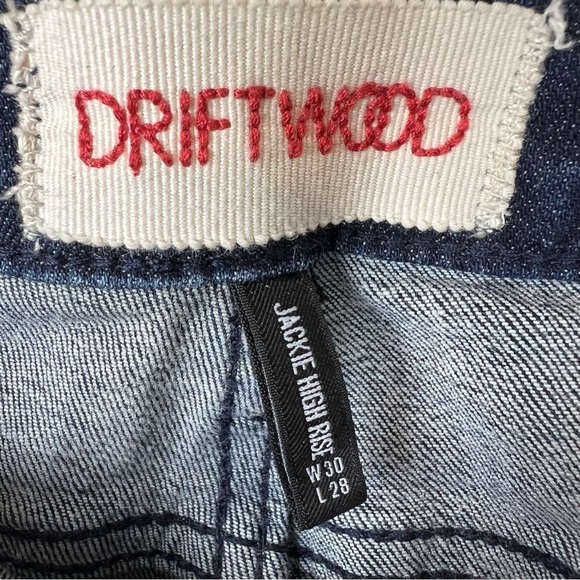 DRIFTWOOD
JACKIE HIGH RISE
W 30
L 28